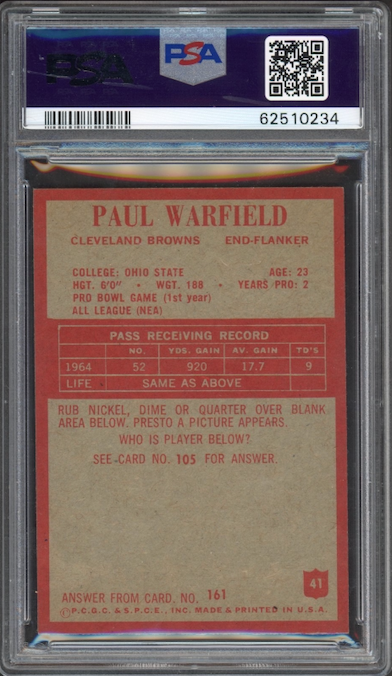 PSA
PSA
62510234
PAUL WARFIELD
CLEVELAND BROWNS END-FLANKER
COLLEGE: OHIO STATE AGE: 23
HGT. 6'0" • WGT. 188 • YEARS PRO: 2
PRO BOWL GAME (1st year)
ALL LEAGUE (NEA)
PASS RECEIVING RECORD
NO. YDS. GAIN AV. GAIN TD'S
1964 52 920 17.7 9
LIFE SAME AS ABOVE
RUB NICKEL, DIME OR QUARTER OVER BLANK
AREA BELOW. PRESTO A PICTURE APPEARS.
WHO IS PLAYER BELOW?
SEE CARD NO. 105 FOR ANSWER.
41
ANSWER FROM CARD, NO. 161
©P.C.G.C. & S.P.C.E., INC. MADE & PRINTED IN U.S.A.